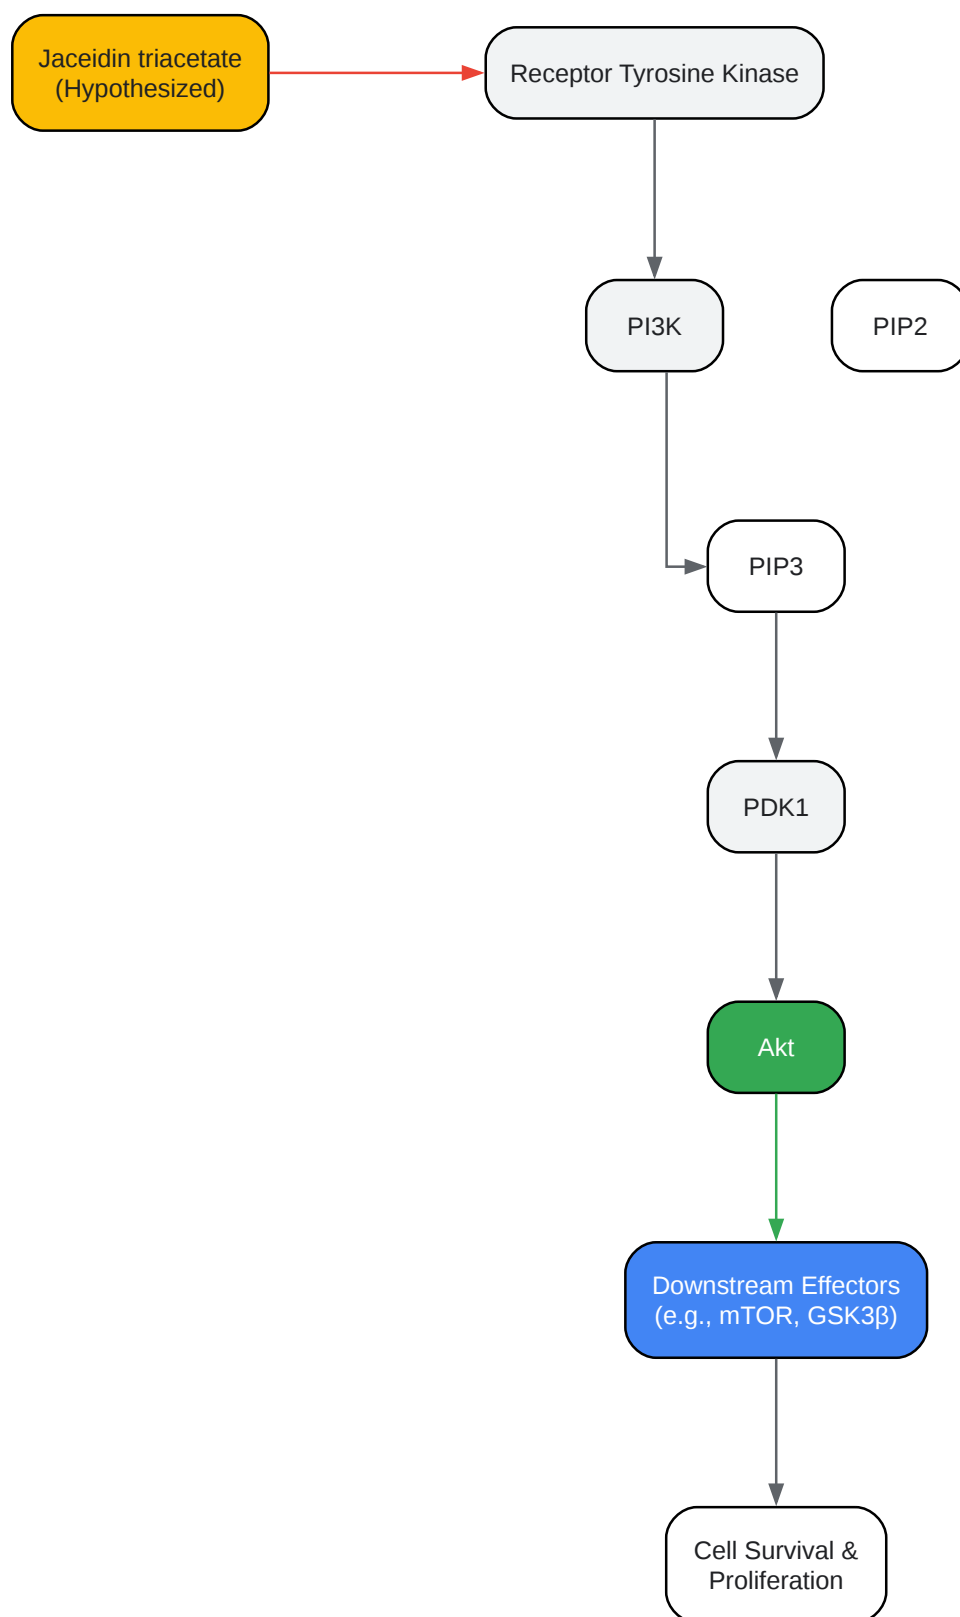 Jaceidin triacetate
(Hypothesized)
Receptor Tyrosine Kinase
PI3K
PIP2
PIP3
PDK1
Akt
Downstream Effectors
(e.g., mTOR, GSK3β)
Cell Survival &
Proliferation